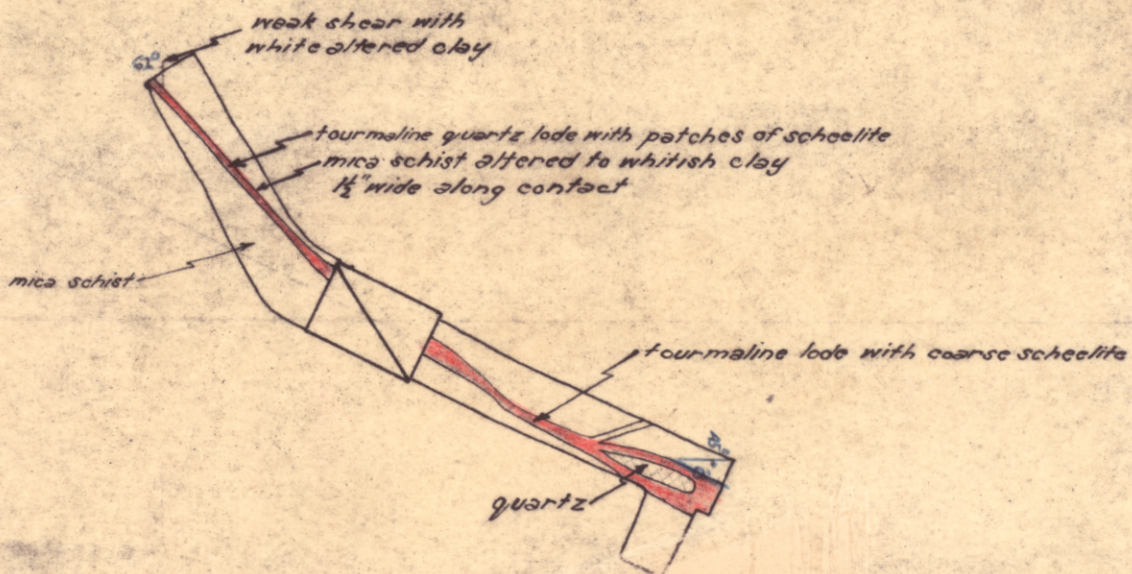 weak shear with
white altered clay
61°
tourmaline quartz lode with patches of scheelite
mica schist altered to whitish clay
1½" wide along contact
mica schist
tourmaline lode with coarse scheelite
quartz